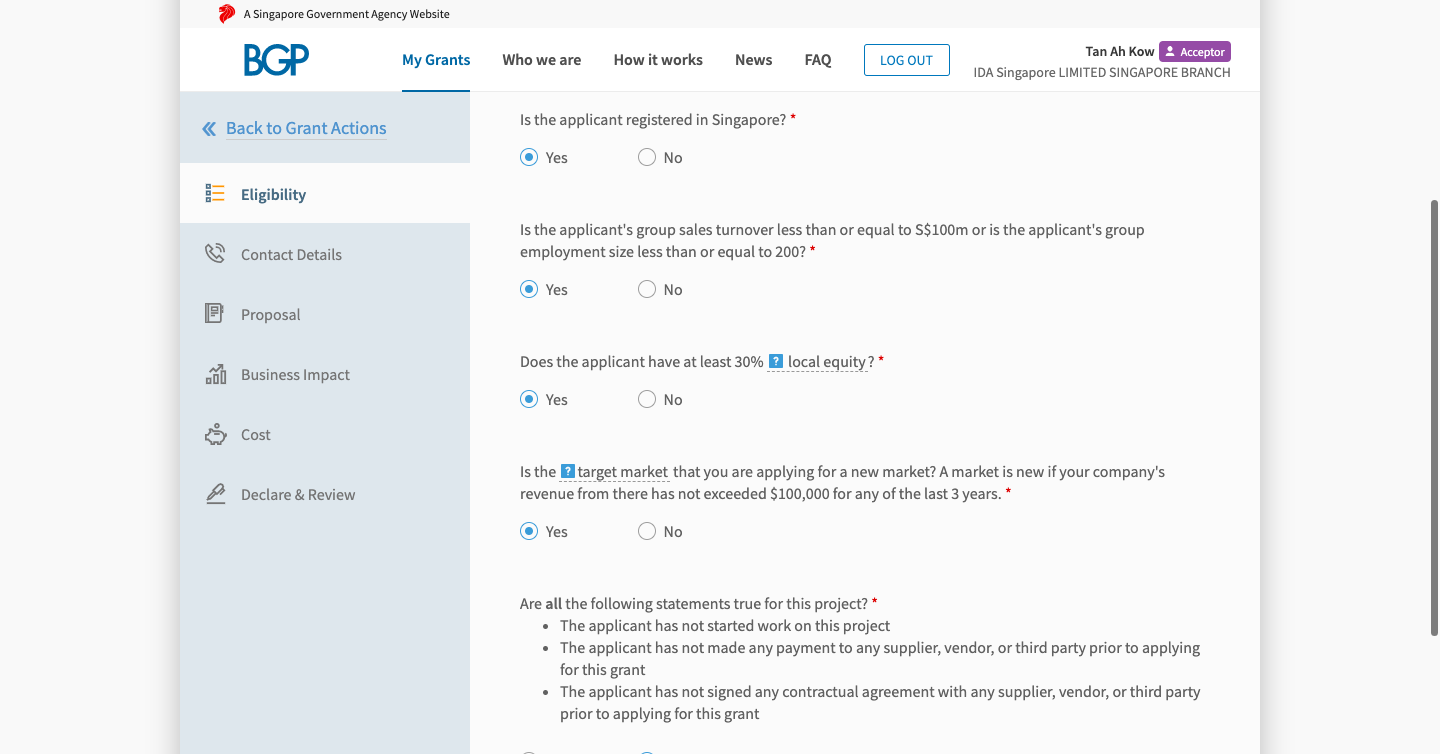 A Singapore Government Agency Website
BGP
My Grants
Who we are
How it works
News
FAQ
LOG OUT
Tan Ah Kow
Acceptor
IDA Singapore LIMITED SINGAPORE BRANCH
Back to Grant Actions
Eligibility
Contact Details
Proposal
Business Impact
Cost
Declare & Review
Is the applicant registered in Singapore? *
Yes
No
Is the applicant's group sales turnover less than or equal to S$100m or is the applicant's group
employment size less than or equal to 200? *
Yes
No
Does the applicant have at least 30% ? local equity? *
Yes
No
Is the ? target market that you are applying for a new market? A market is new if your company's
revenue from there has not exceeded $100,000 for any of the last 3 years. *
Yes
No
Are all the following statements true for this project? *
• The applicant has not started work on this project
• The applicant has not made any payment to any supplier, vendor, or third party prior to applying
for this grant
• The applicant has not signed any contractual agreement with any supplier, vendor, or third party
prior to applying for this grant